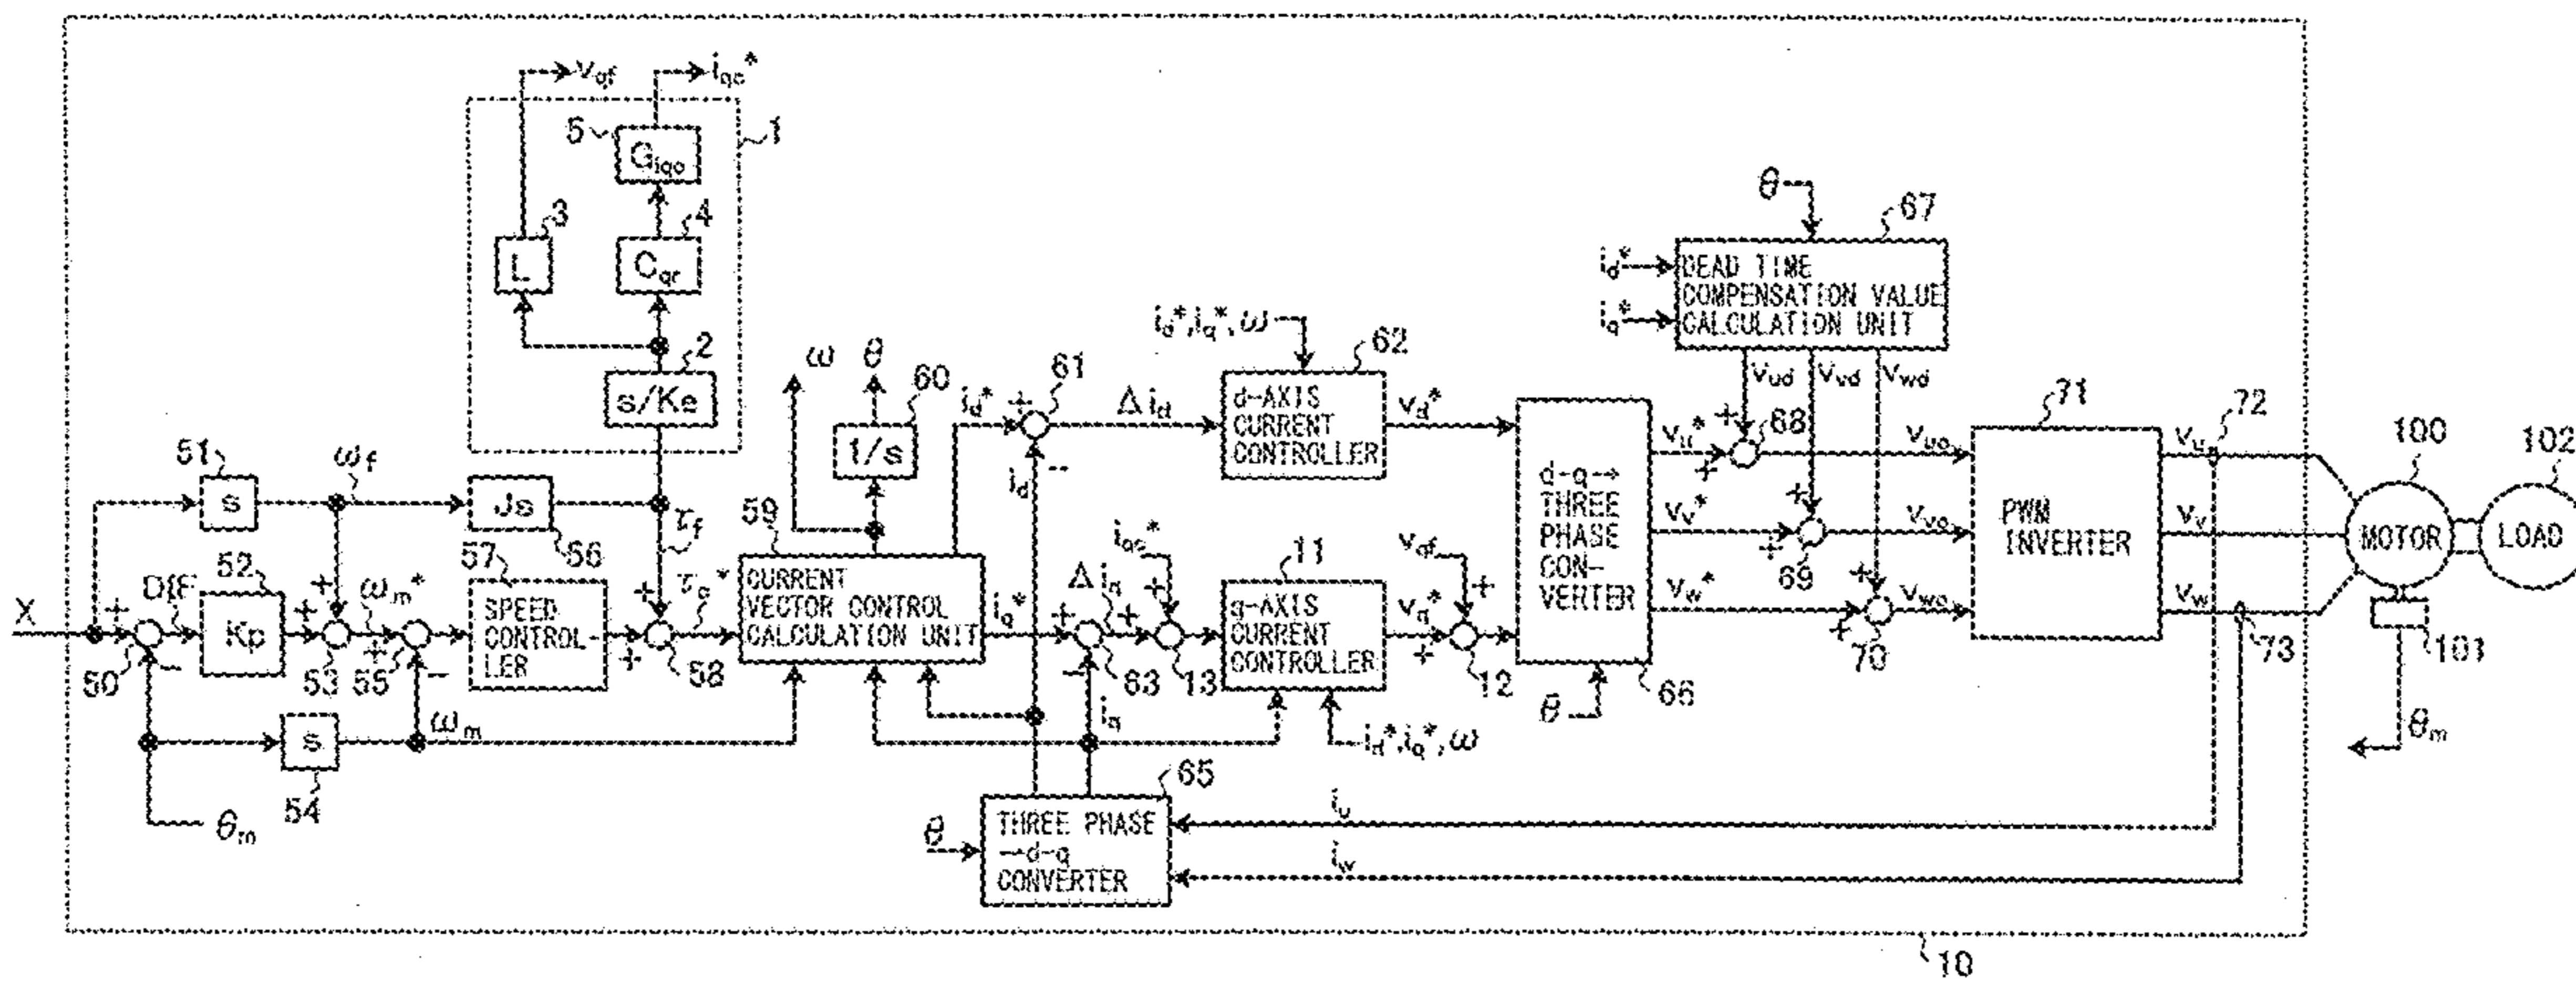 v_qf
i_qc*
5
1
G_iqc
3
4
L
C_qr
2
s/Ke
θ
67
i_d*
i_q*
DEAD TIME
COMPENSATION VALUE
CALCULATION UNIT
v_ud
v_vd
v_wd
i_d*, i_q*, ω
ω
θ
60
1/s
i_d*
+
61
−
i_d
Δi_d
62
d-AXIS
CURRENT
CONTROLLER
v_d*
d-q→
THREE
PHASE
CON-
VERTER
66
θ
v_u*
+
+
68
v_uo
v_v*
+
+
69
v_vo
v_w*
+
+
70
v_wo
71
PWM
INVERTER
v_u
72
v_v
v_w
73
100
MOTOR
102
LOAD
101
θ_m
51
s
ω_f
Js
56
τ_f
X
+
50
−
Diff
52
Kp
+
+
53
ω_m*
+
55
−
57
SPEED
CONTROL-
LER
+
+
58
τ_q*
59
CURRENT
VECTOR CONTROL
CALCULATION UNIT
i_q*
+
−
63
Δi_q
i_qc*
+
+
13
11
q-AXIS
CURRENT
CONTROLLER
v_q*
v_qf
+
+
12
s
54
ω_m
θ_m
i_q
i_d*, i_q*, ω
65
θ
THREE PHASE
→d-q
CONVERTER
i_u
i_w
10